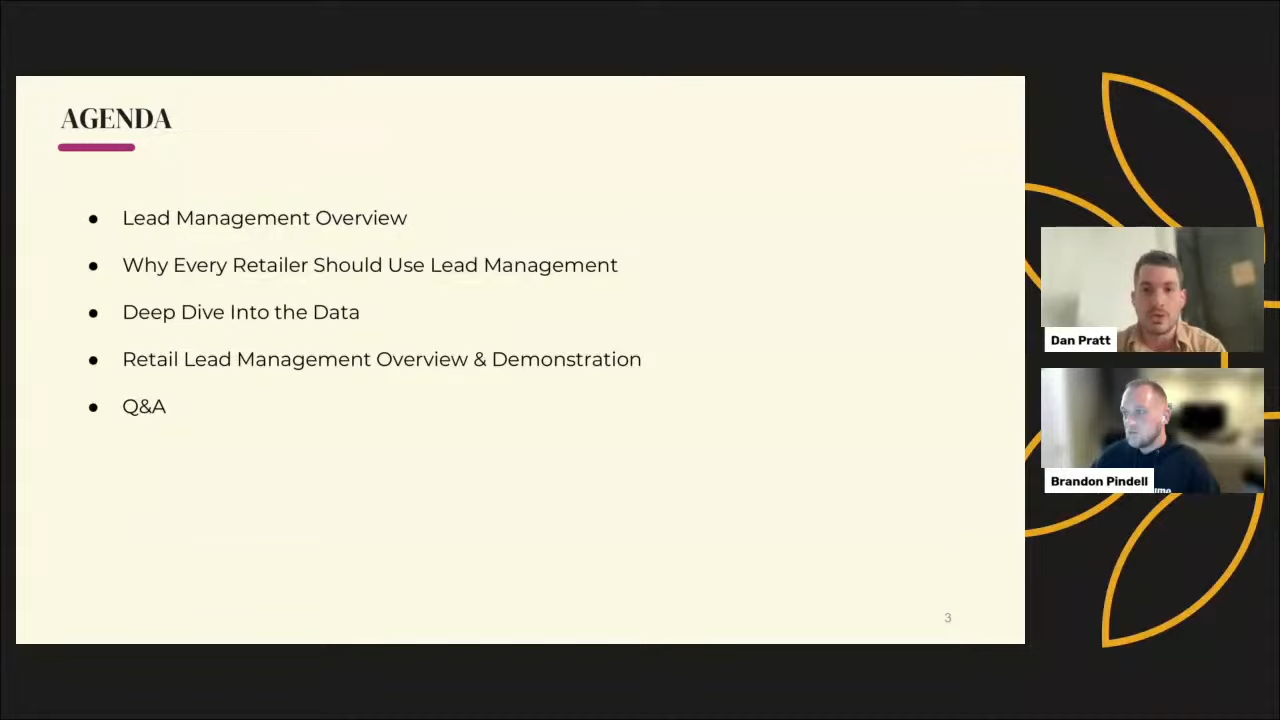 AGENDA
● Lead Management Overview
● Why Every Retailer Should Use Lead Management
● Deep Dive Into the Data
● Retail Lead Management Overview & Demonstration
● Q&A
3
Dan Pratt
Brandon Pindell